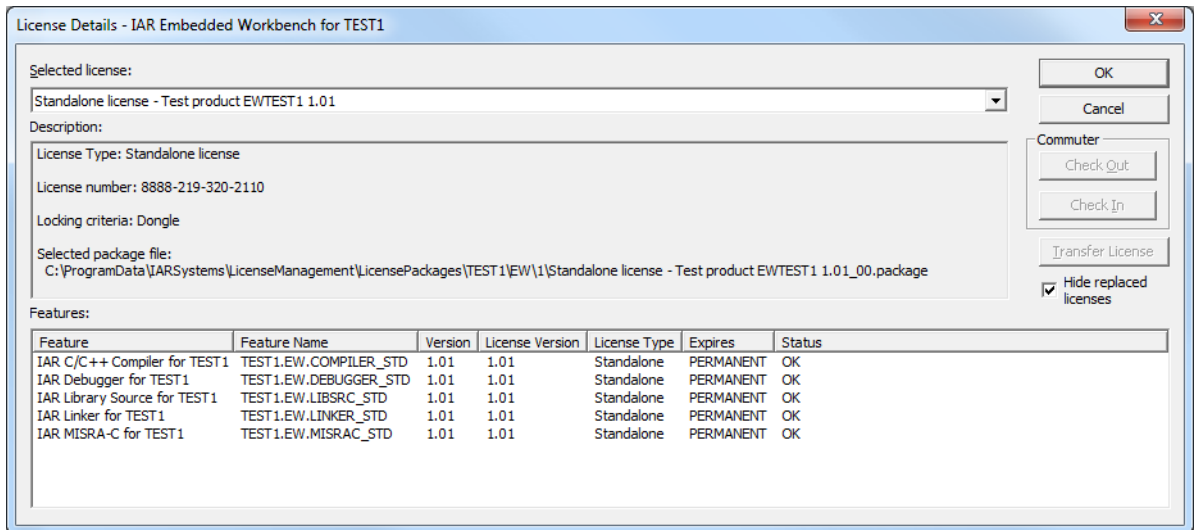 License Details - IAR Embedded Workbench for TEST1
Selected license:
Standalone license - Test product EWTEST1 1.01
OK
Cancel
Description:
License Type: Standalone license
License number: 8888-219-320-2110
Locking criteria: Dongle
Selected package file:
C:\ProgramData\IARSystems\LicenseManagement\LicensePackages\TEST1\EW\1\Standalone license - Test product EWTEST1 1.01_00.package
Commuter
Check Out
Check In
Transfer License
Hide replaced
licenses
Features:
Feature Feature Name Version License Version License Type Expires Status
IAR C/C++ Compiler for TEST1 TEST1.EW.COMPILER_STD 1.01 1.01 Standalone PERMANENT OK
IAR Debugger for TEST1 TEST1.EW.DEBUGGER_STD 1.01 1.01 Standalone PERMANENT OK
IAR Library Source for TEST1 TEST1.EW.LIBSRC_STD 1.01 1.01 Standalone PERMANENT OK
IAR Linker for TEST1 TEST1.EW.LINKER_STD 1.01 1.01 Standalone PERMANENT OK
IAR MISRA-C for TEST1 TEST1.EW.MISRAC_STD 1.01 1.01 Standalone PERMANENT OK